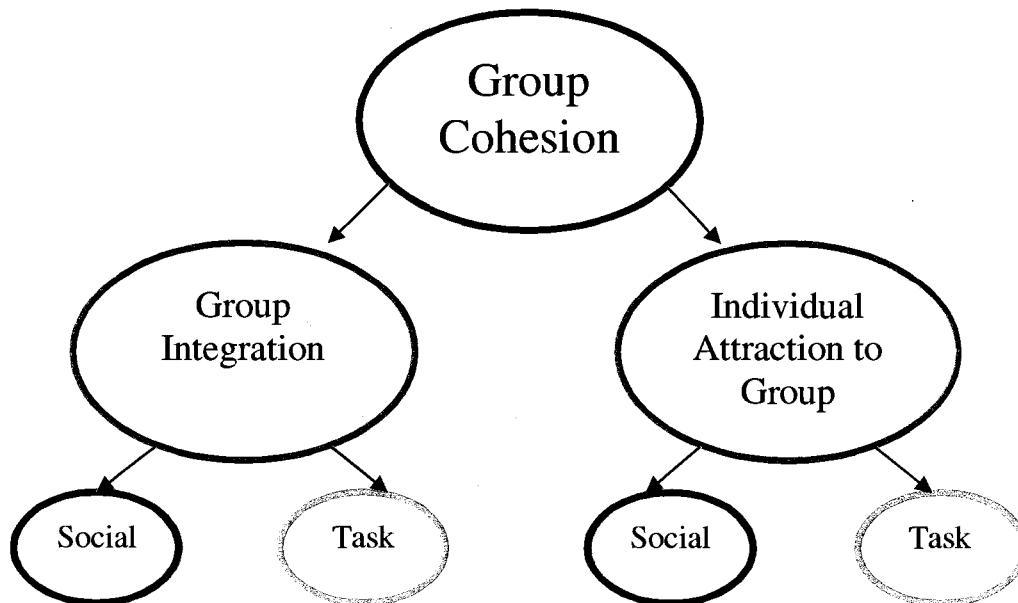 Group
Cohesion
Group
Integration
Individual
Attraction to
Group
Social
Task
Social
Task